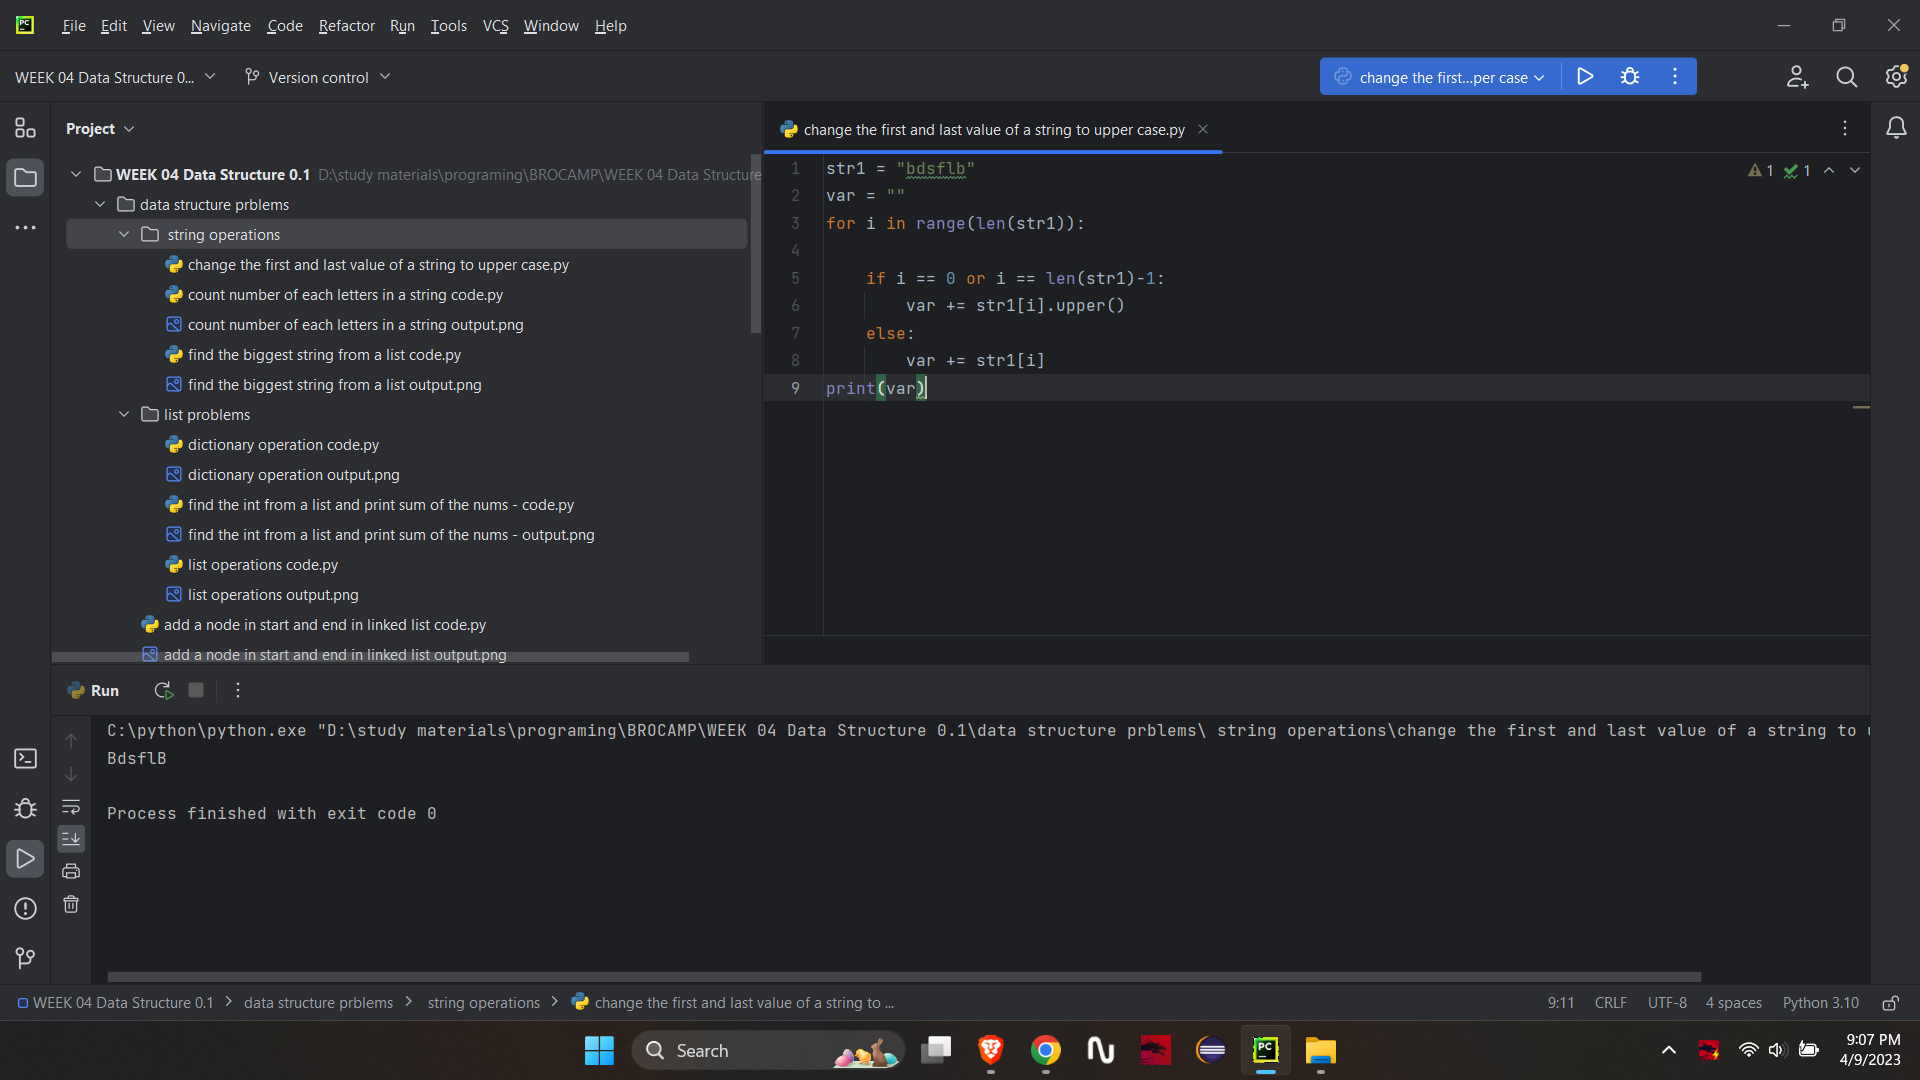 File Edit View Navigate Code Refactor Run Tools VCS Window Help
WEEK 04 Data Structure 0... Version control change the first...per case
Project
WEEK 04 Data Structure 0.1 D:\study materials\programing\BROCAMP\WEEK 04 Data Structure
data structure prblems
string operations
change the first and last value of a string to upper case.py
count number of each letters in a string code.py
count number of each letters in a string output.png
find the biggest string from a list code.py
find the biggest string from a list output.png
list problems
dictionary operation code.py
dictionary operation output.png
find the int from a list and print sum of the nums - code.py
find the int from a list and print sum of the nums - output.png
list operations code.py
list operations output.png
add a node in start and end in linked list code.py
add a node in start and end in linked list output.png
change the first and last value of a string to upper case.py
1 str1 = "bdsflb"
2 var = ""
3 for i in range(len(str1)):
4
5 if i == 0 or i == len(str1)-1:
6 var += str1[i].upper()
7 else:
8 var += str1[i]
9 print(var)
1 1
Run
C:\python\python.exe "D:\study materials\programing\BROCAMP\WEEK 04 Data Structure 0.1\data structure prblems\ string operations\change the first and last value of a string to u
BdsflB
Process finished with exit code 0
WEEK 04 Data Structure 0.1 > data structure prblems > string operations > change the first and last value of a string to ...
9:11 CRLF UTF-8 4 spaces Python 3.10
PC
Search
PC
9:07 PM
4/9/2023